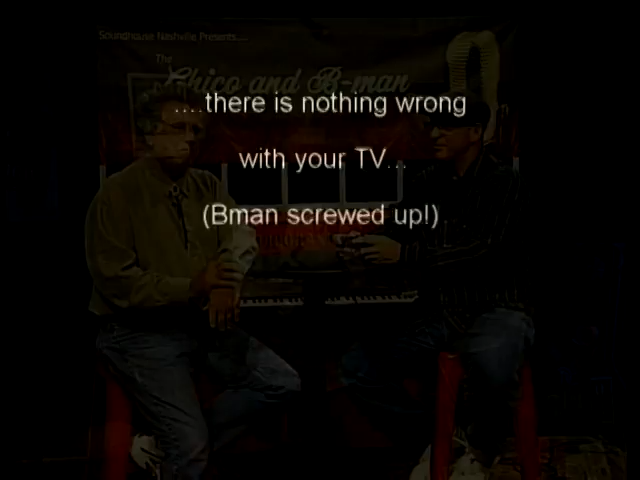 Soundhouse Nashville Presents....
The
Chico and B-man
....there is nothing wrong
with your TV...
(Bman screwed up!)